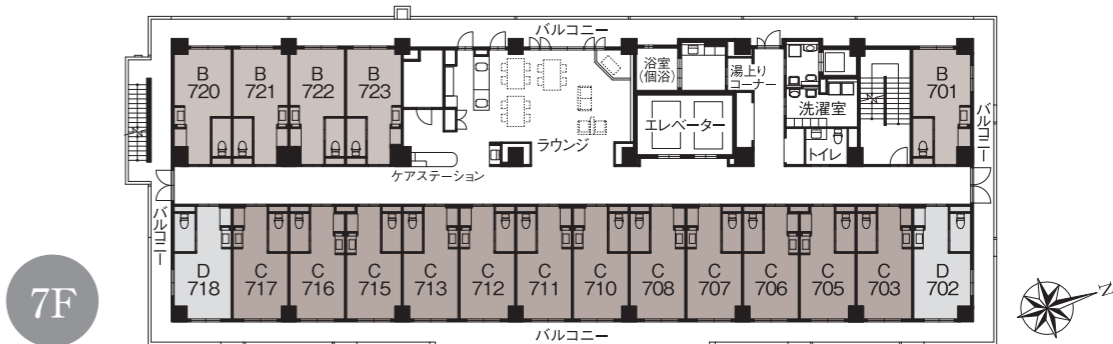 バルコニー
B
720
B
721
B
722
B
723
浴室
(個浴)
湯上り
コーナー
洗濯室
B
701
バルコニー
エレベーター
ラウンジ
トイレ
ケアステーション
バルコニー
D
718
C
717
C
716
C
715
C
713
C
712
C
711
C
710
C
708
C
707
C
706
C
705
C
703
D
702
7F
N
バルコニー